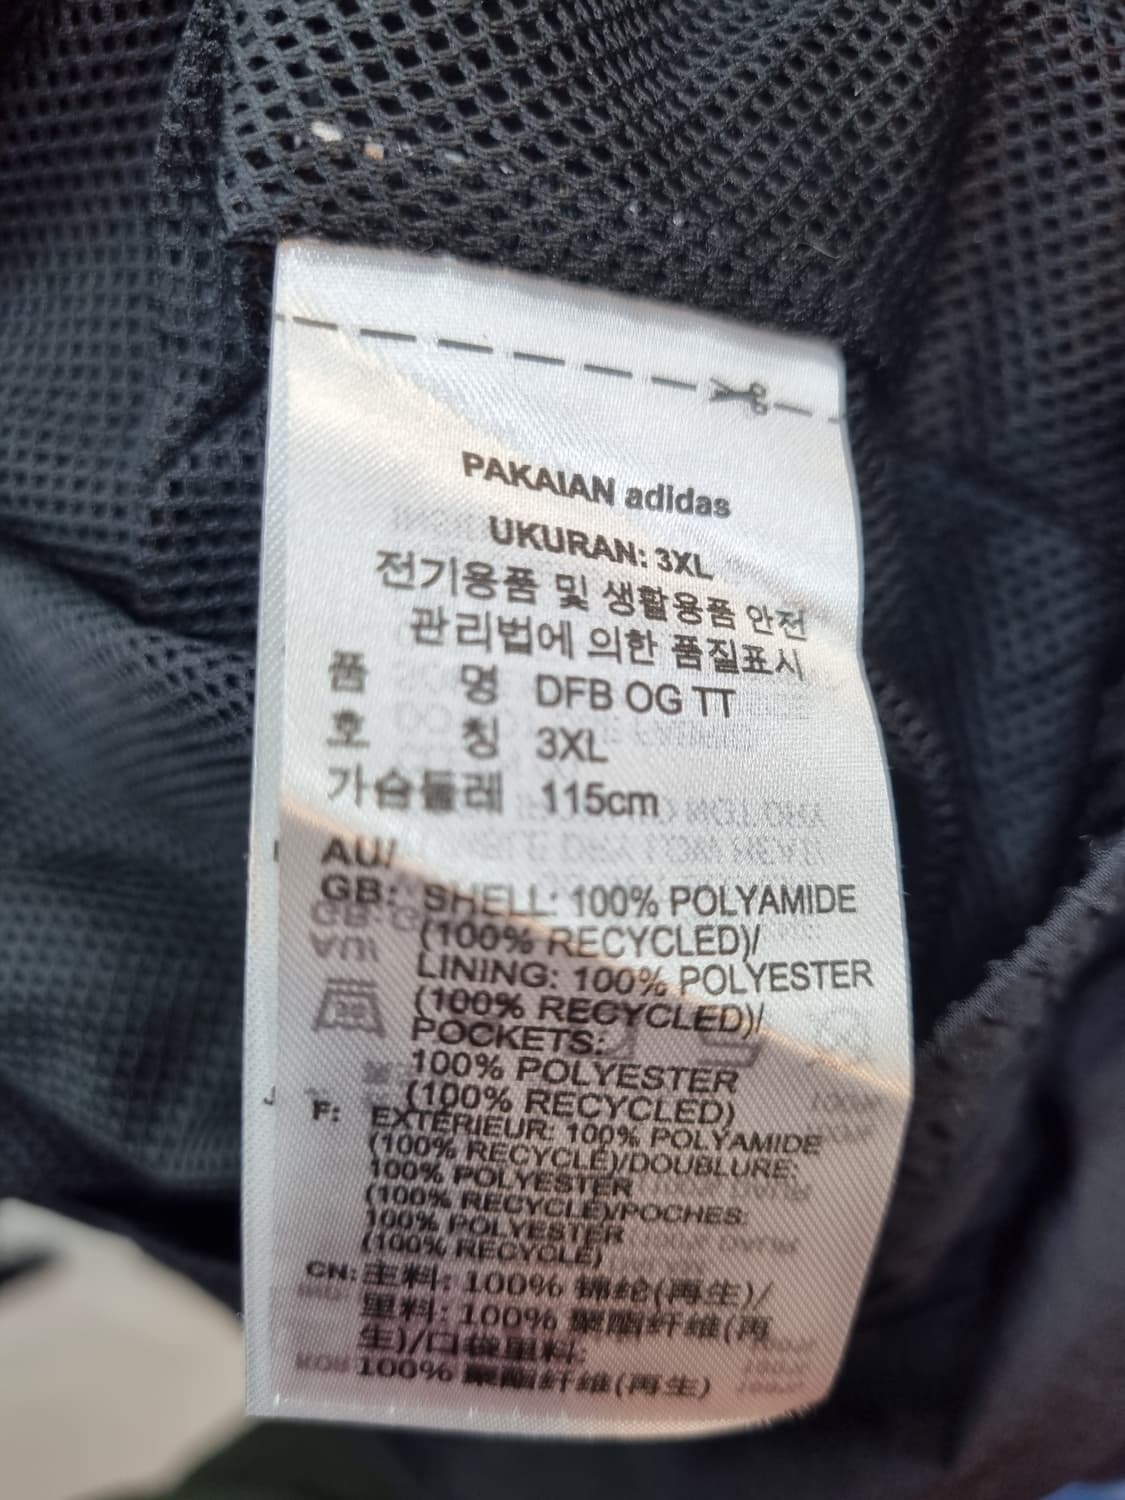 PAKAIAN adidas
UKURAN: 3XL
전기용품 및 생활용품 안전
관리법에 의한 품질표시
품 명 DFB OG TT
호 칭 3XL
가슴둘레 115cm
AU/
GB: SHELL: 100% POLYAMIDE
(100% RECYCLED)/
LINING: 100% POLYESTER
(100% RECYCLED)/
POCKETS:
100% POLYESTER
(100% RECYCLED)
F: EXTÉRIEUR: 100% POLYAMIDE
(100% RECYCLÉ)/DOUBLURE:
100% POLYESTER
(100% RECYCLÉ)/POCHES:
100% POLYESTER
(100% RECYCLÉ)
CN: 主料: 100% 锦纶(再生)/
里料: 100% 聚酯纤维(再
生)/口袋里料:
100% 聚酯纤维(再生)